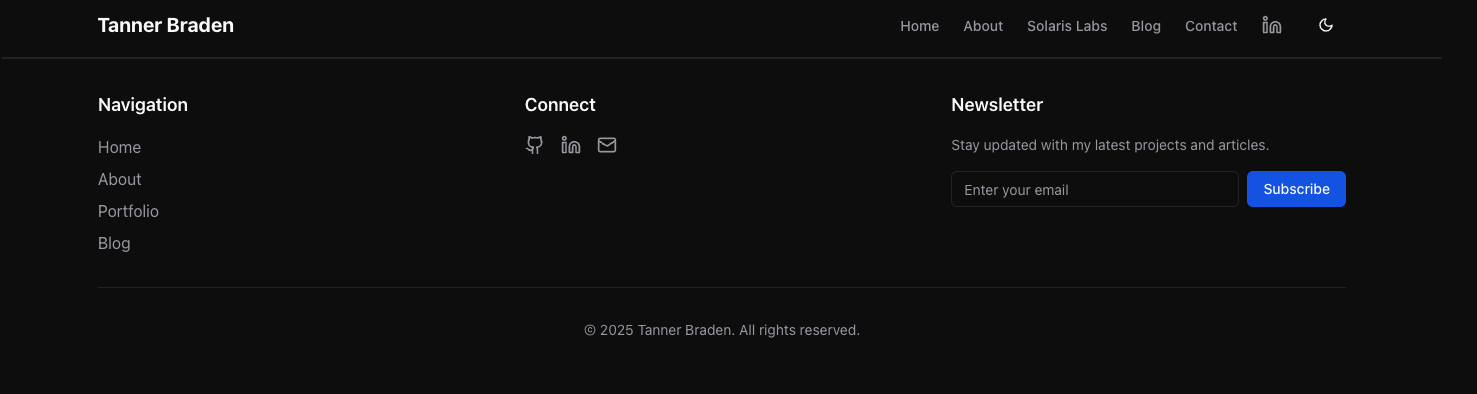 Tanner Braden
Home About Solaris Labs Blog Contact
Navigation
Home
About
Portfolio
Blog
Connect
Newsletter
Stay updated with my latest projects and articles.
Enter your email Subscribe
© 2025 Tanner Braden. All rights reserved.